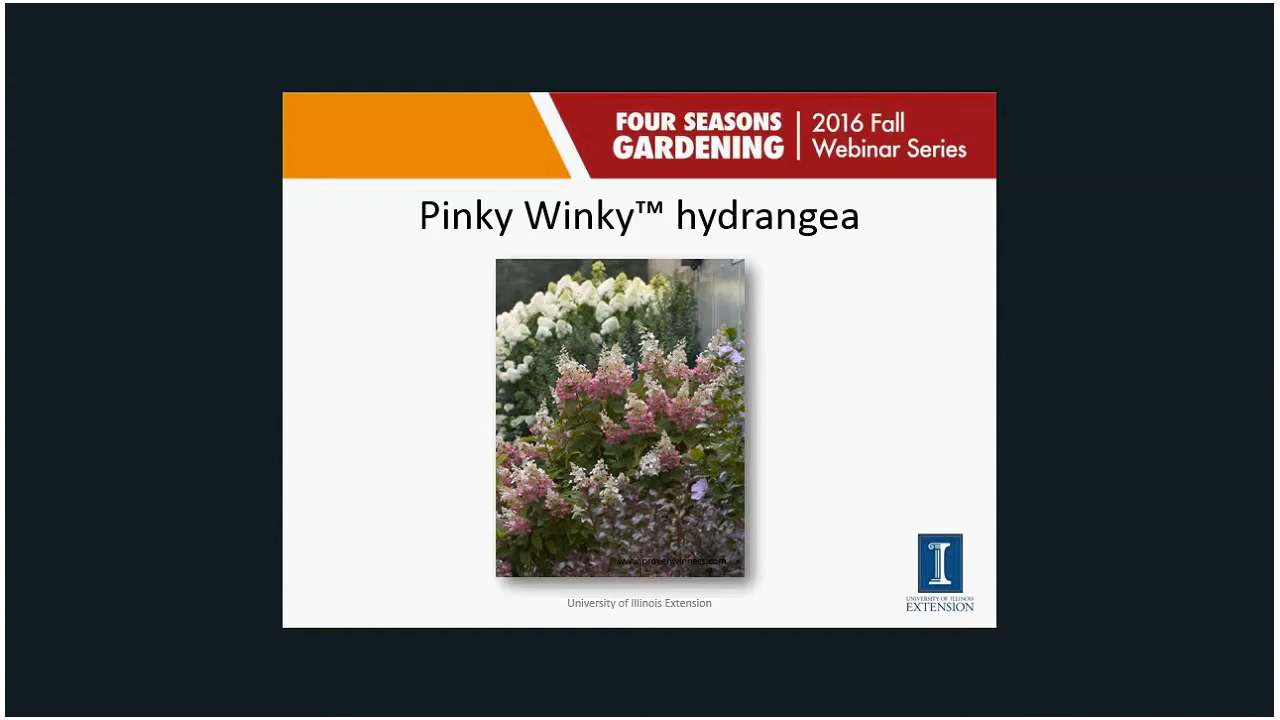 FOUR SEASONS
GARDENING
2016 Fall
Webinar Series
Pinky Winky™ hydrangea
www.provenwinners.com
University of Illinois Extension
I
UNIVERSITY OF ILLINOIS
EXTENSION